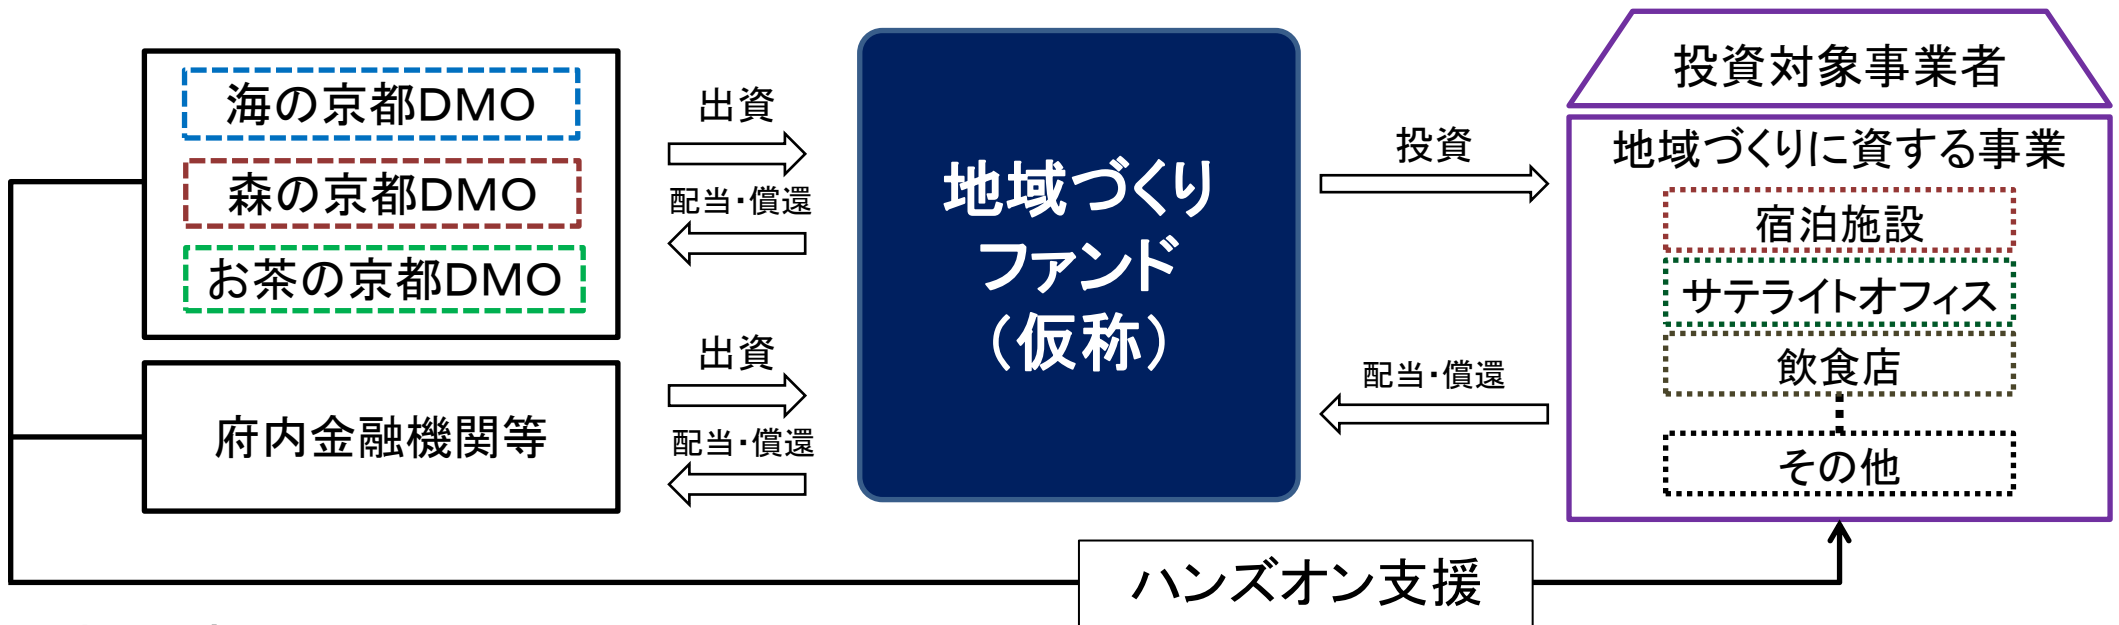 海の京都DMO
森の京都DMO
お茶の京都DMO
府内金融機関等
出資
配当・償還
出資
配当・償還
地域づくり
ファンド
（仮称）
投資
配当・償還
投資対象事業者
地域づくりに資する事業
宿泊施設
サテライトオフィス
飲食店
その他
ハンズオン支援